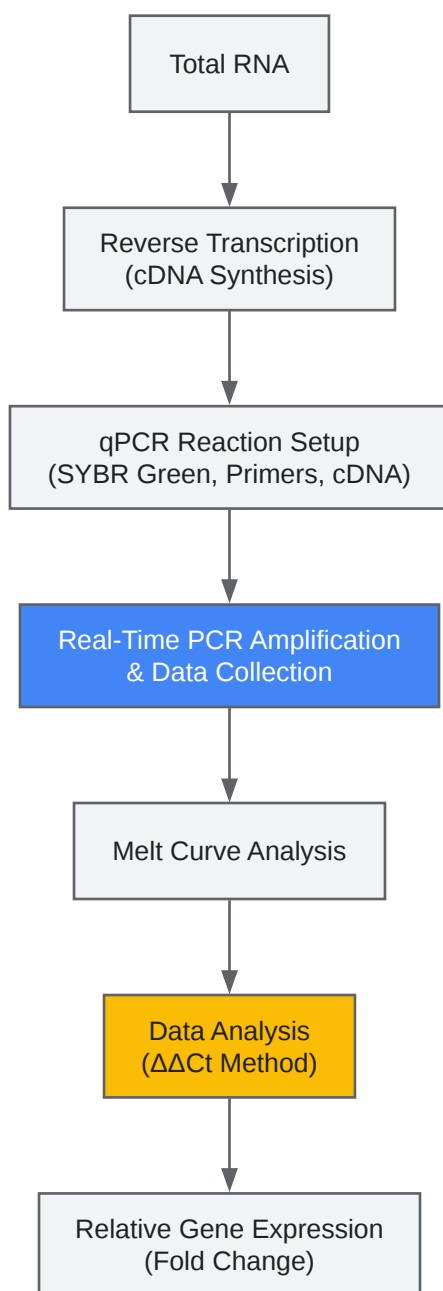 Total RNA
Reverse Transcription
(cDNA Synthesis)
qPCR Reaction Setup
(SYBR Green, Primers, cDNA)
Real-Time PCR Amplification
& Data Collection
Melt Curve Analysis
Data Analysis
(ΔΔCt Method)
Relative Gene Expression
(Fold Change)